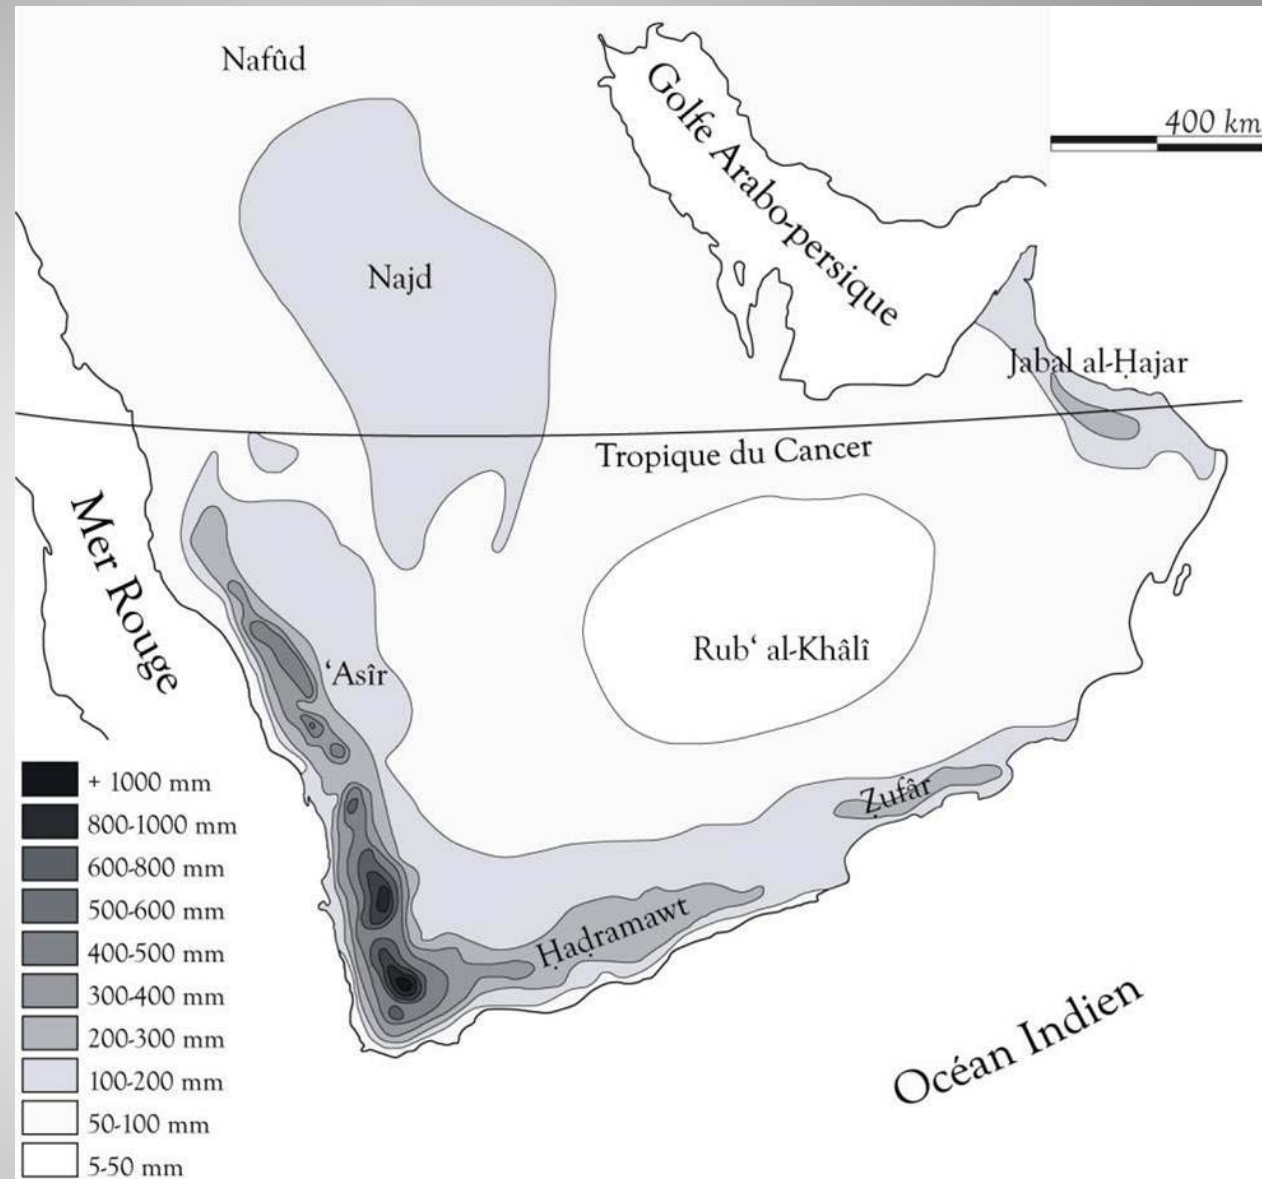 Nafûd
Golfe Arabo-persique
400 km
Najd
Jabal al-Ḥajar
Tropique du Cancer
Mer Rouge
Rub‘ al-Khâlî
‘Asîr
Ẓufâr
Ḥaḍramawt
Océan Indien
+ 1000 mm
800-1000 mm
600-800 mm
500-600 mm
400-500 mm
300-400 mm
200-300 mm
100-200 mm
50-100 mm
5-50 mm